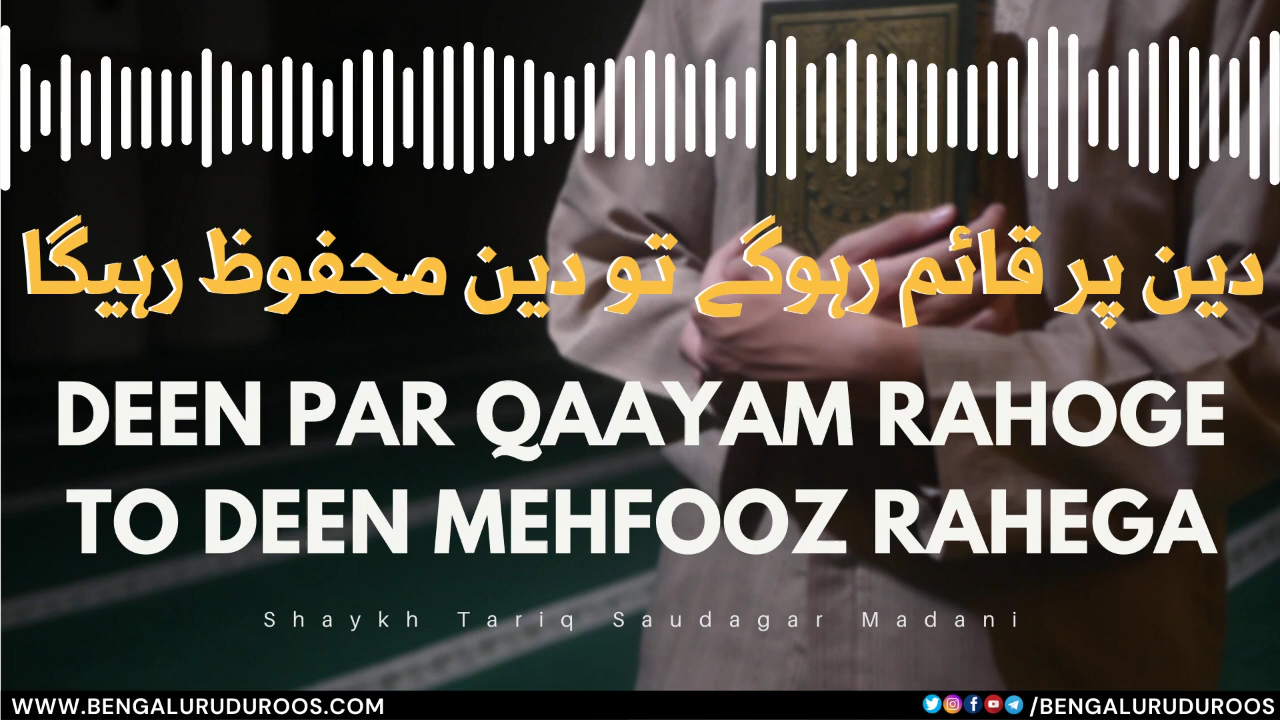 دین پر قائم رہوگے تو دین محفوظ رہیگا
DEEN PAR QAAYAM RAHOGE
TO DEEN MEHFOOZ RAHEGA
Shaykh Tariq Saudagar Madani
WWW.BENGALURUDUROOS.COM
/BENGALURUDUROOS